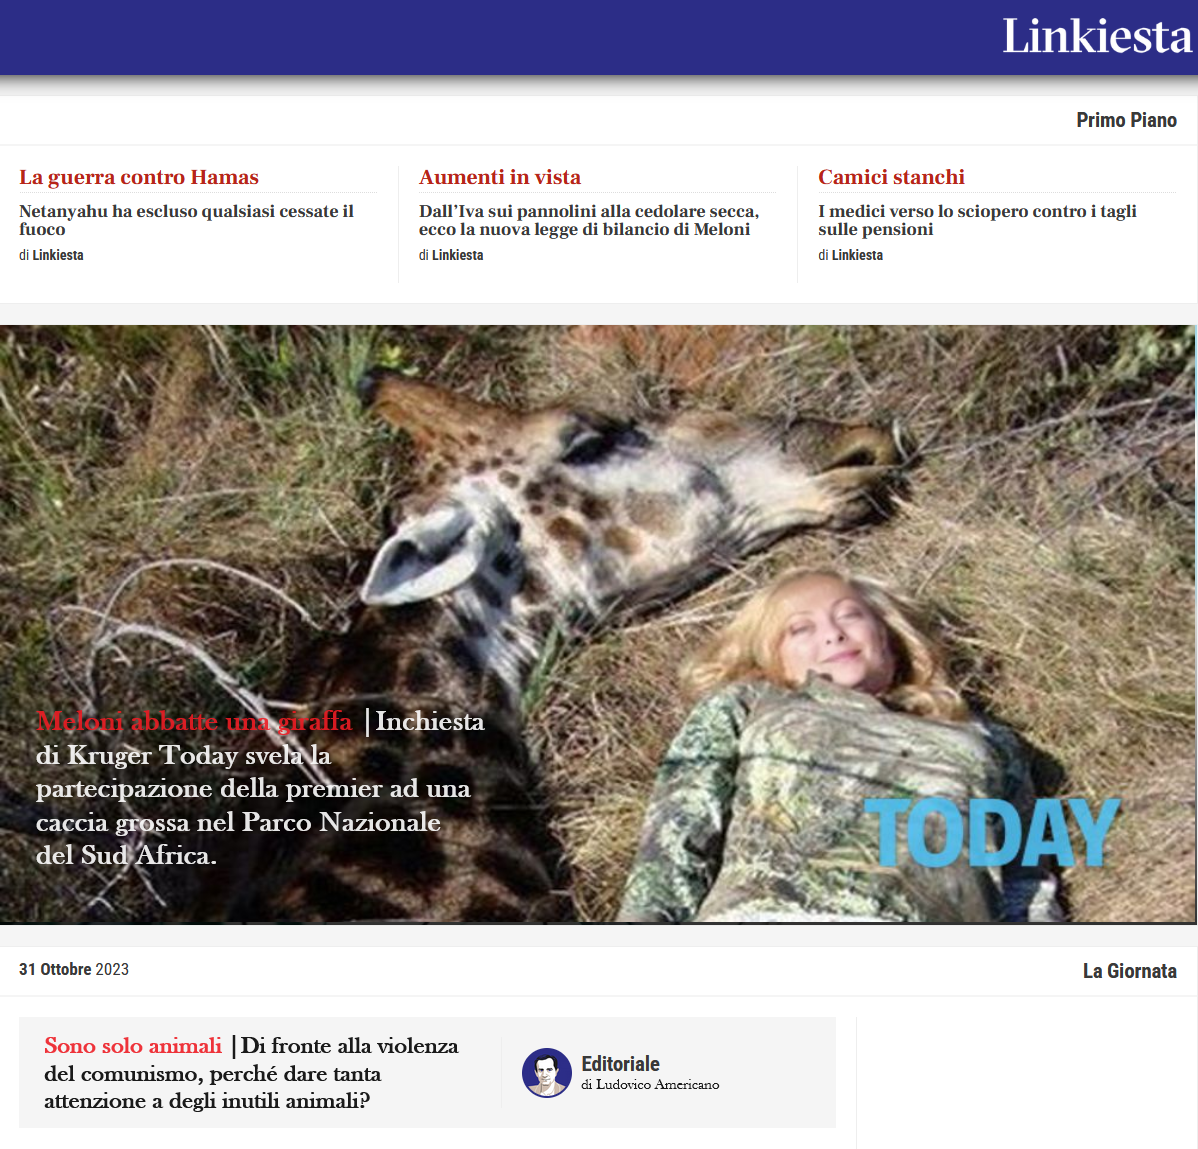 Linkiesta
Primo Piano
La guerra contro Hamas
Netanyahu ha escluso qualsiasi cessate il
fuoco
di Linkiesta
Aumenti in vista
Dall’Iva sui pannolini alla cedolare secca,
ecco la nuova legge di bilancio di Meloni
di Linkiesta
Camici stanchi
I medici verso lo sciopero contro i tagli
sulle pensioni
di Linkiesta
Meloni abbatte una giraffa | Inchiesta
di Kruger Today svela la
partecipazione della premier ad una
caccia grossa nel Parco Nazionale
del Sud Africa.
TODAY
31 Ottobre 2023
La Giornata
Sono solo animali | Di fronte alla violenza
del comunismo, perché dare tanta
attenzione a degli inutili animali?
Editoriale
di Ludovico Americano